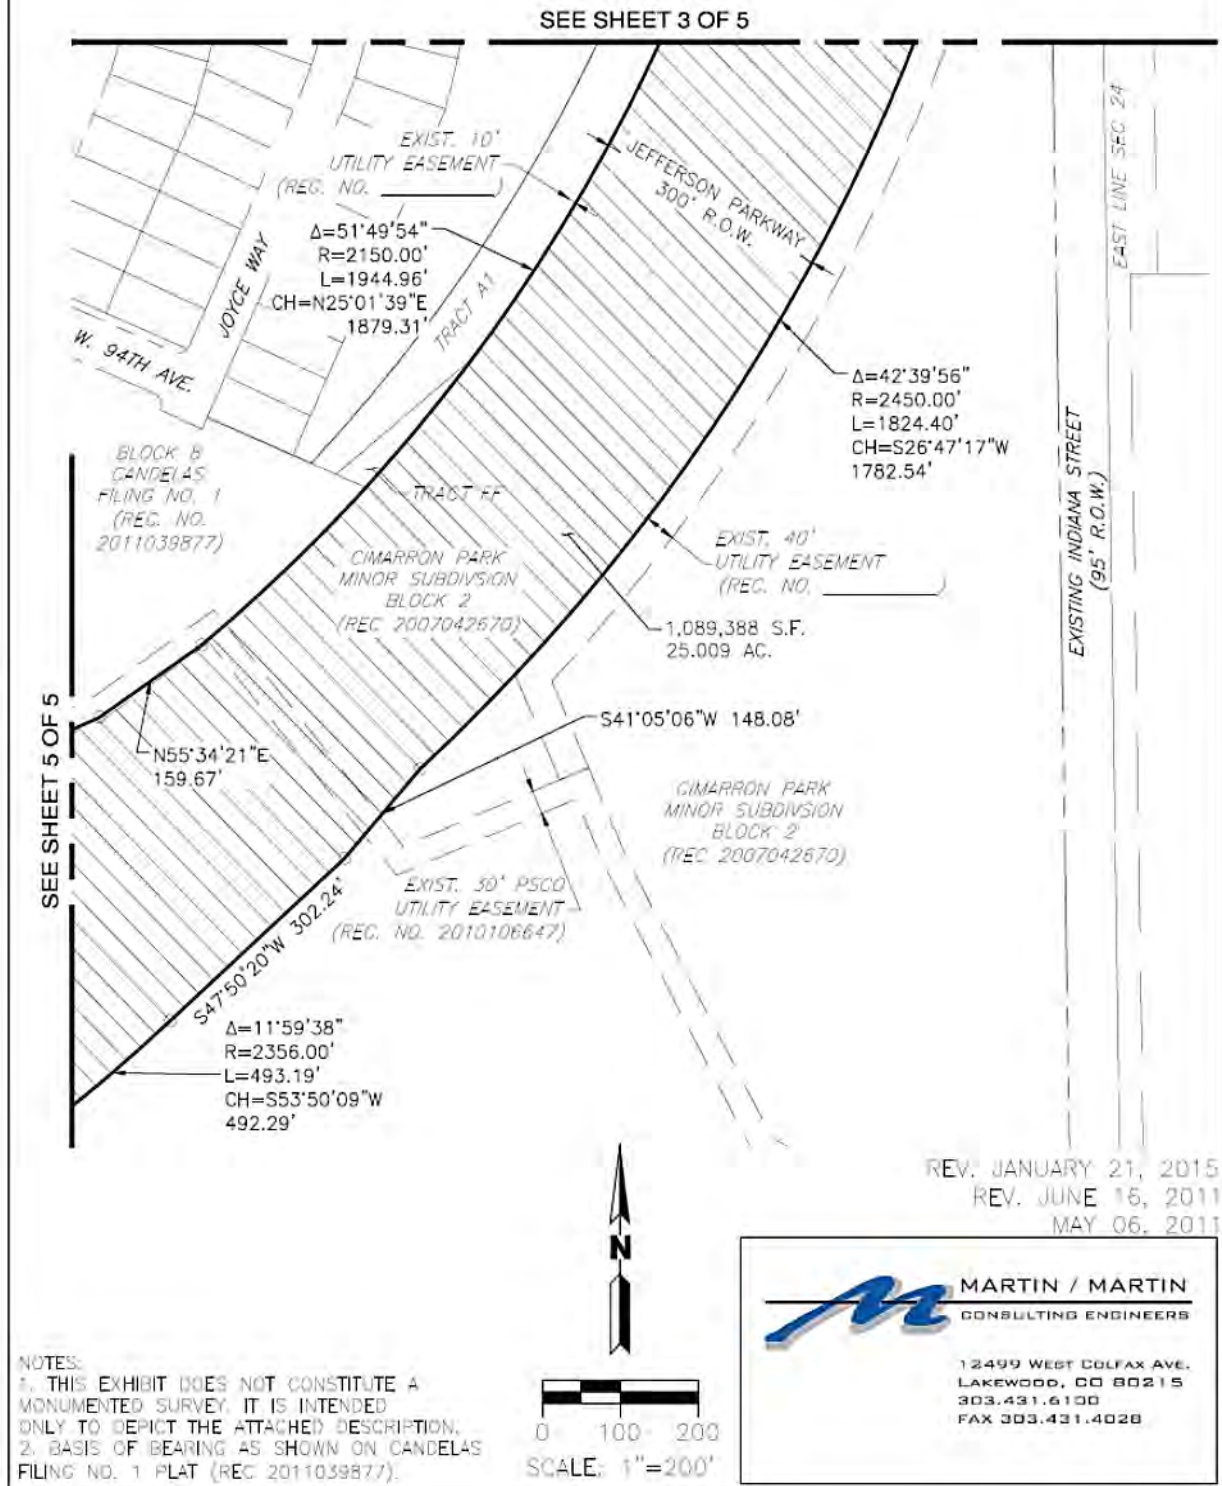 SEE SHEET 3 OF 5
EXIST. 10'
UTILITY EASEMENT
(REC. NO. ________)
JEFFERSON PARKWAY
300' R.O.W.
EAST LINE SEC 24
JOYCE WAY
Δ=51°49'54"
R=2150.00'
L=1944.96'
CH=N25°01'39"E
1879.31'
TRACT A1
W. 94TH AVE.
Δ=42°39'56"
R=2450.00'
L=1824.40'
CH=S26°47'17"W
1782.54'
EXISTING INDIANA STREET
(95' R.O.W.)
BLOCK 8
CANDELAS
FILING NO. 1
(REC. NO.
2011039877)
TRACT FF
CIMARRON PARK
MINOR SUBDIVSION
BLOCK 2
(REC 2007042670)
EXIST. 40'
UTILITY EASEMENT
(REC. NO. ________)
1,089,388 S.F.
25.009 AC.
SEE SHEET 5 OF 5
N55°34'21"E
159.67'
S41°05'06"W 148.08'
CIMARRON PARK
MINOR SUBDIVSION
BLOCK 2
(REC 2007042670)
EXIST. 30' PSCO
UTILITY EASEMENT
(REC. NO. 2010106647)
S47°50'20"W 302.24'
Δ=11°59'38"
R=2356.00'
L=493.19'
CH=S53°50'09"W
492.29'
REV. JANUARY 21, 2015
REV. JUNE 16, 2011
MAY 06, 2011
N
MARTIN / MARTIN
CONSULTING ENGINEERS
12499 WEST COLFAX AVE.
LAKEWOOD, CO 80215
303.431.6100
FAX 303.431.4028
NOTES:
1. THIS EXHIBIT DOES NOT CONSTITUTE A
MONUMENTED SURVEY. IT IS INTENDED
ONLY TO DEPICT THE ATTACHED DESCRIPTION.
2. BASIS OF BEARING AS SHOWN ON CANDELAS
FILING NO. 1 PLAT (REC 2011039877).
0 100 200
SCALE: 1"=200'